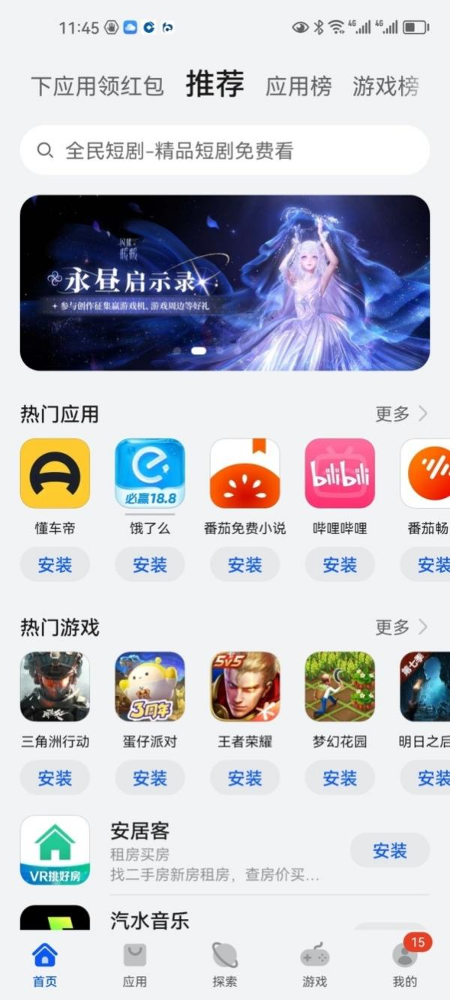 11:45
4G 4G
下应用领红包 推荐 应用榜 游戏榜
全民短剧-精品短剧免费看
闪耀暖暖
永昼启示录
参与创作征集赢游戏机、游戏周边等好礼
热门应用 更多
必赢18.8
bilibili
懂车帝 饿了么 番茄免费小说 哔哩哔哩 番茄畅
安装 安装 安装 安装 安装
热门游戏 更多
3周年 5v5 第七季
三角洲行动 蛋仔派对 王者荣耀 梦幻花园 明日之后
安装 安装 安装 安装 安装
VR挑好房
安居客
租房买房
找二手房新房租房，查房价买...
安装
汽水音乐
15
首页 应用 探索 游戏 我的